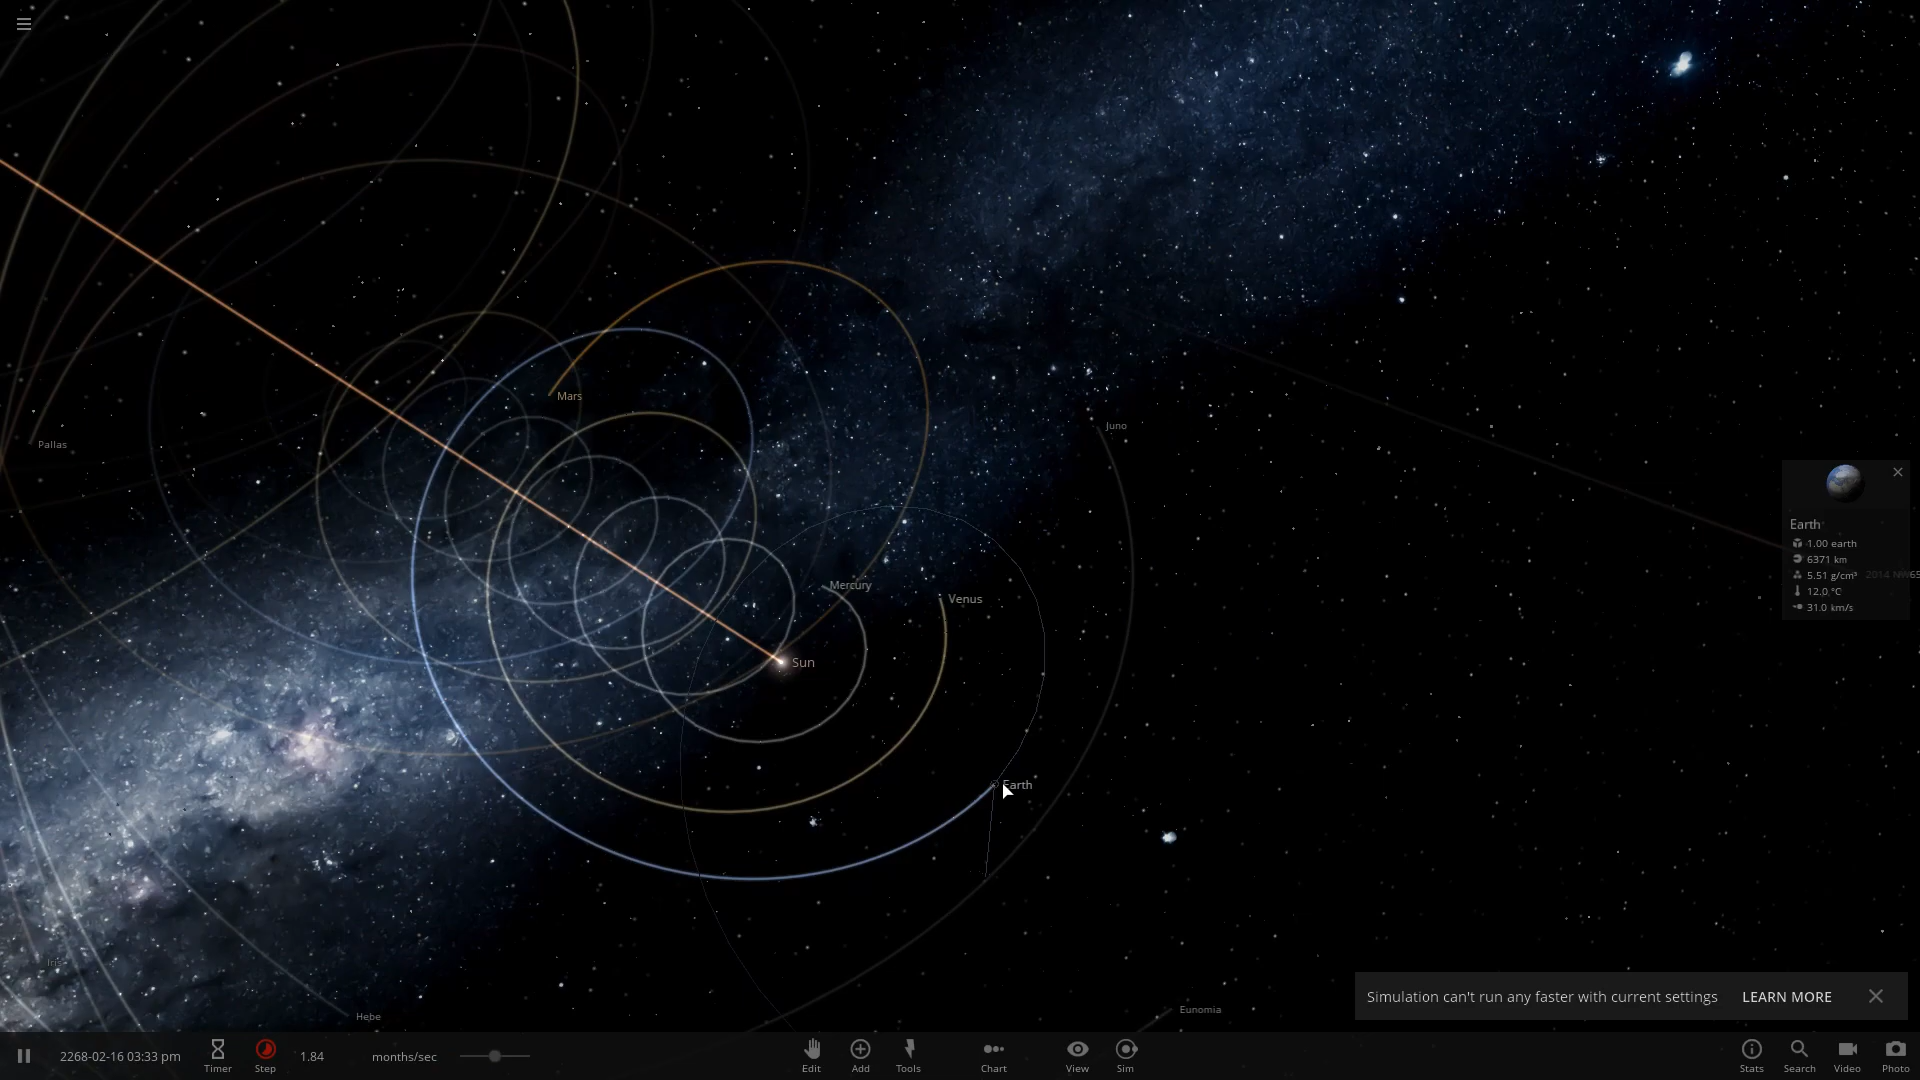 Mars
Pallas
Juno
Earth
1.00 earth
6371 km
5.51 g/cm³
12.0 °C
31.0 km/s
Mercury
Venus
Sun
Earth
Iris
Hebe
Eunomia
Simulation can't run any faster with current settings LEARN MORE
2268-02-16 03:33 pm
Timer
Step
1.84
months/sec
Edit
Add
Tools
Chart
View
Sim
Stats
Search
Video
Photo